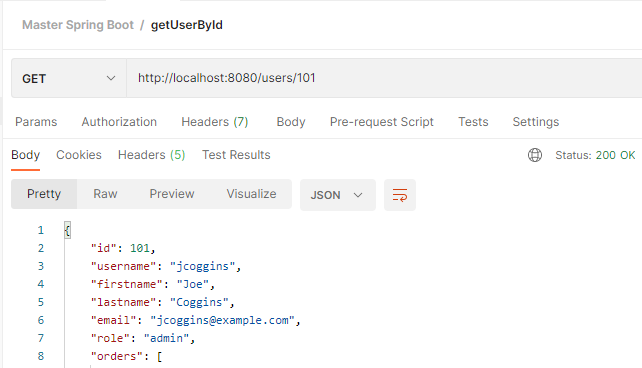 Master Spring Boot / getUserById
GET http://localhost:8080/users/101
Params Authorization Headers (7) Body Pre-request Script Tests Settings
Body Cookies Headers (5) Test Results Status: 200 OK
Pretty Raw Preview Visualize JSON
1 {
2 "id": 101,
3 "username": "jcoggins",
4 "firstname": "Joe",
5 "lastname": "Coggins",
6 "email": "jcoggins@example.com",
7 "role": "admin",
8 "orders": [